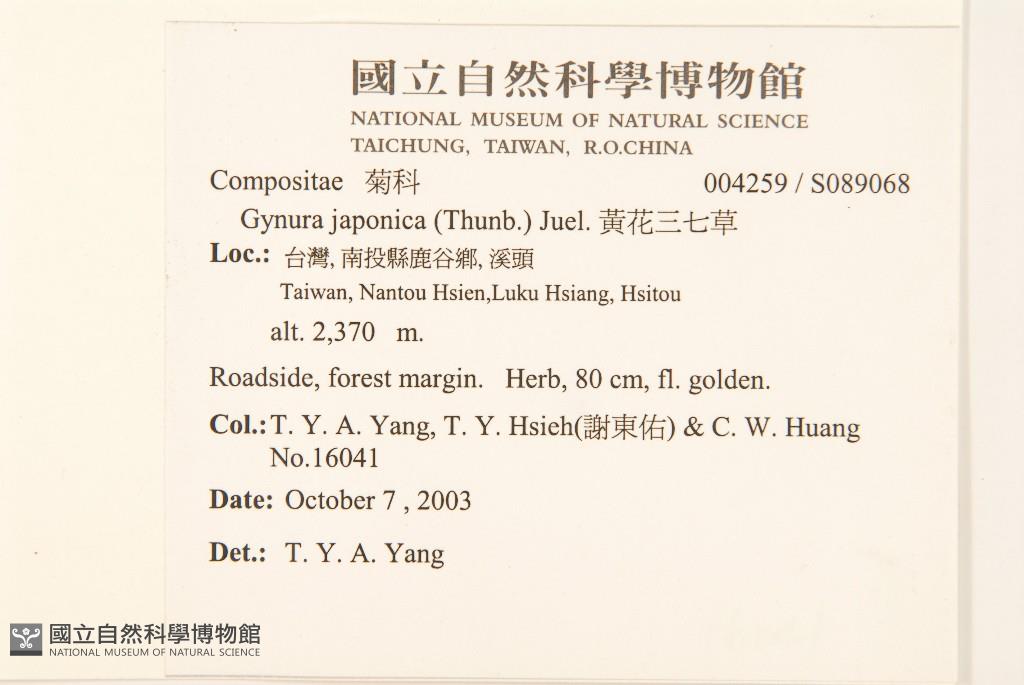 國立自然科學博物館
NATIONAL MUSEUM OF NATURAL SCIENCE
TAICHUNG, TAIWAN, R.O.CHINA
Compositae 菊科 004259 / S089068
Gynura japonica (Thunb.) Juel. 黃花三七草
Loc.: 台灣, 南投縣鹿谷鄉, 溪頭
Taiwan, Nantou Hsien,Luku Hsiang, Hsitou
alt. 2,370 m.
Roadside, forest margin. Herb, 80 cm, fl. golden.
Col.: T. Y. A. Yang, T. Y. Hsieh(謝東佑) & C. W. Huang
No.16041
Date: October 7 , 2003
Det.: T. Y. A. Yang
國立自然科學博物館
NATIONAL MUSEUM OF NATURAL SCIENCE